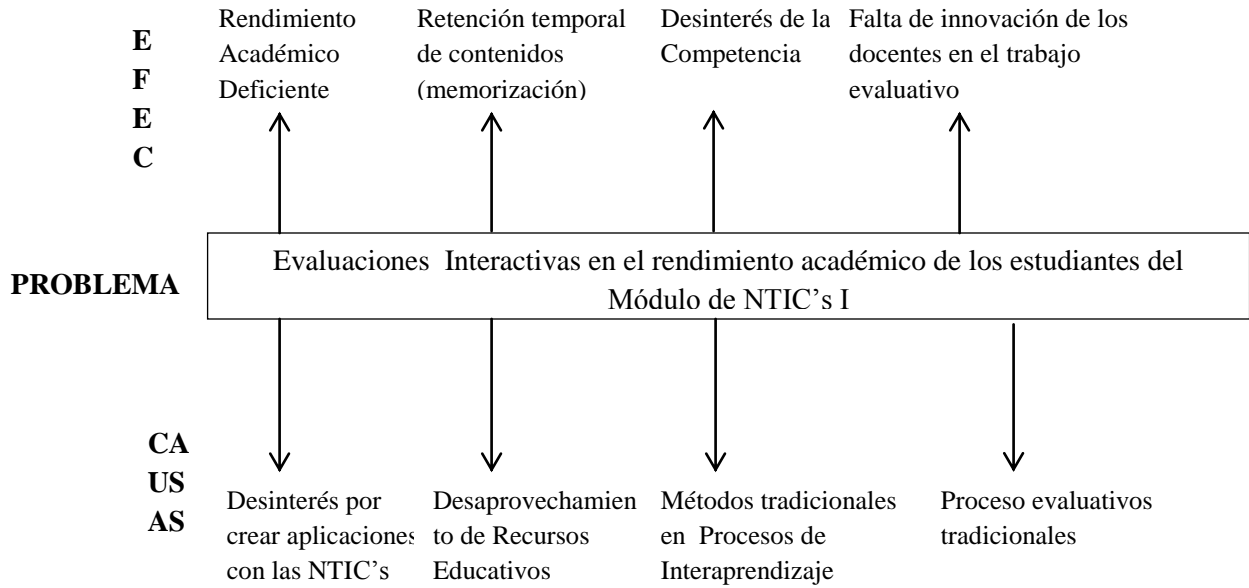 E
F
E
C
Rendimiento
Académico
Deficiente
Retención temporal
de contenidos
(memorización)
Desinterés de la
Competencia
Falta de innovación de los
docentes en el trabajo
evaluativo
PROBLEMA
Evaluaciones Interactivas en el rendimiento académico de los estudiantes del
Módulo de NTIC’s I
CA
US
AS
Desinterés por
crear aplicaciones
con las NTIC’s
Desaprovechamien
to de Recursos
Educativos
Métodos tradicionales
en Procesos de
Interaprendizaje
Proceso evaluativos
tradicionales